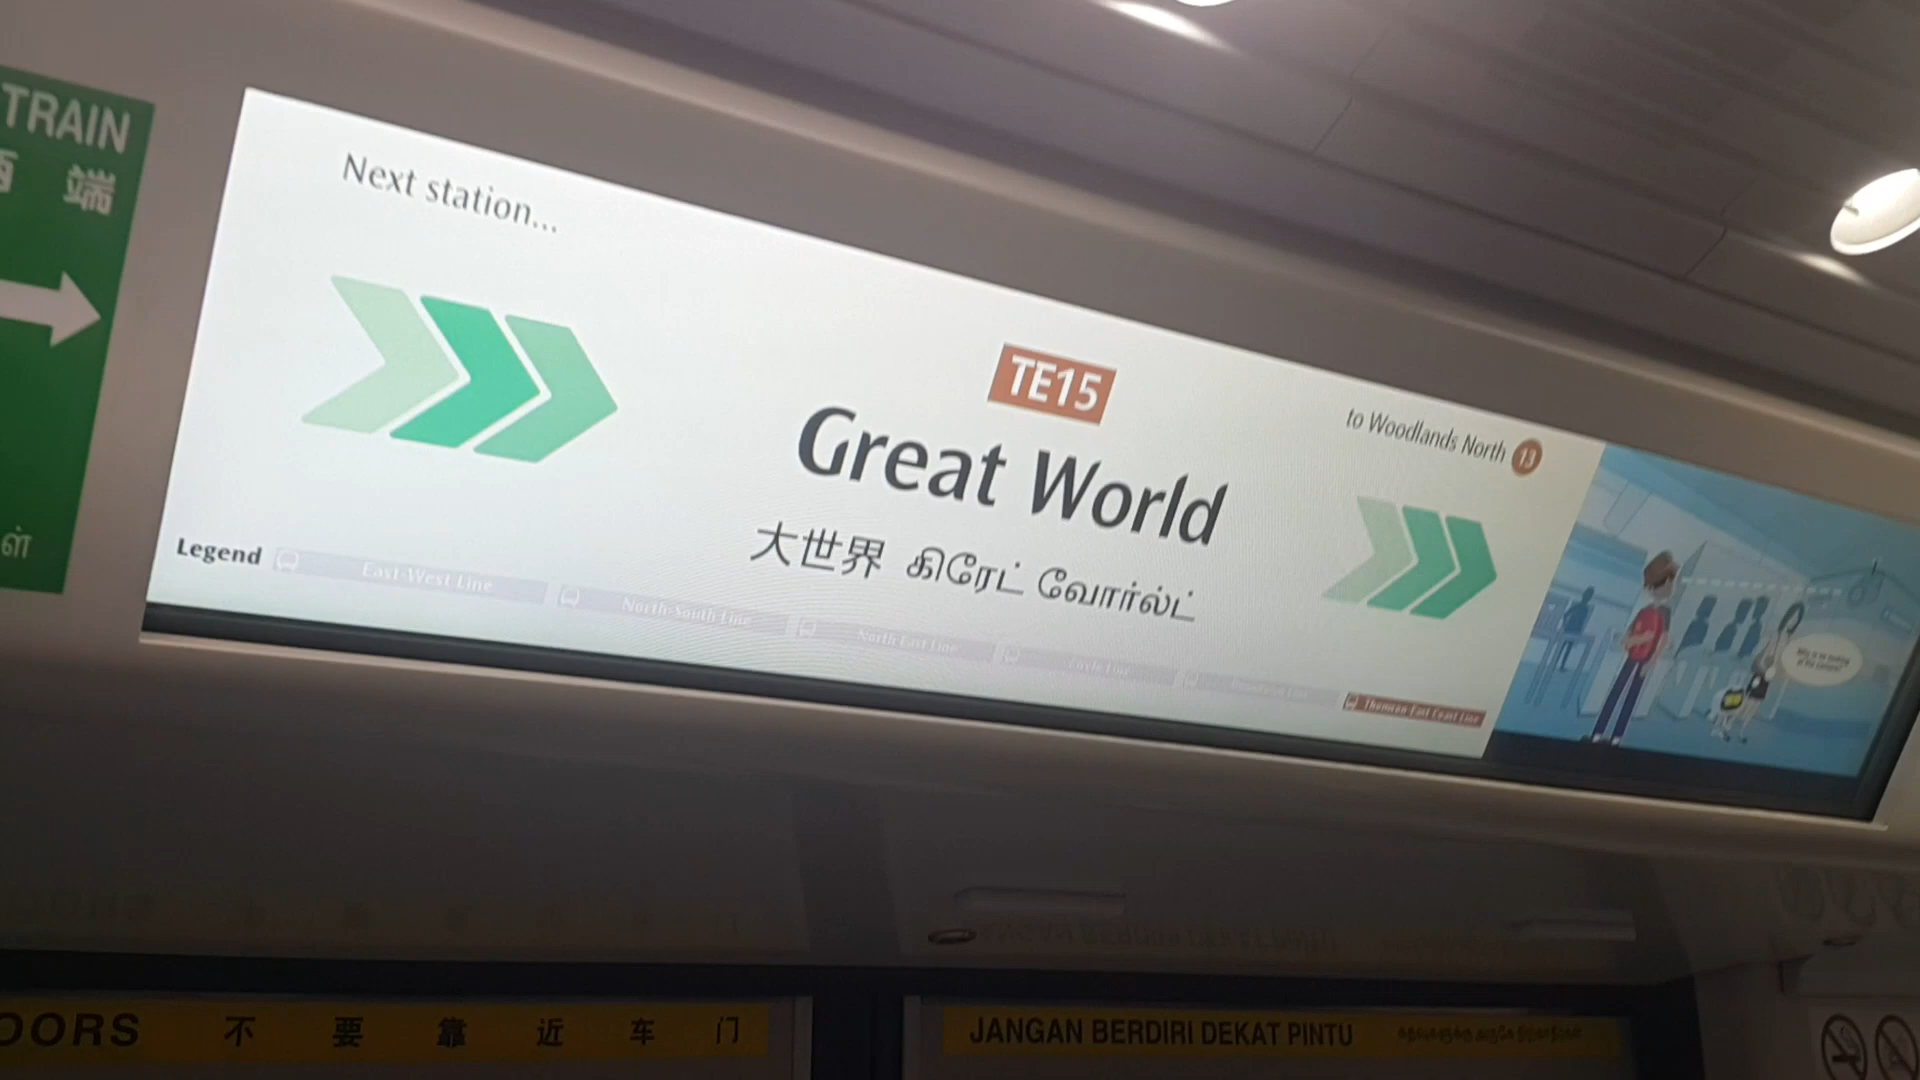 TRAIN
端
Next station...
TE15
Great World
大世界 கிரேட் வோர்ல்ட்
to Woodlands North 13
Legend
East-West Line
North-South Line
North East Line
Circle Line
Thomson-East Coast Line
OORS 不要靠近车门
JANGAN BERDIRI DEKAT PINTU